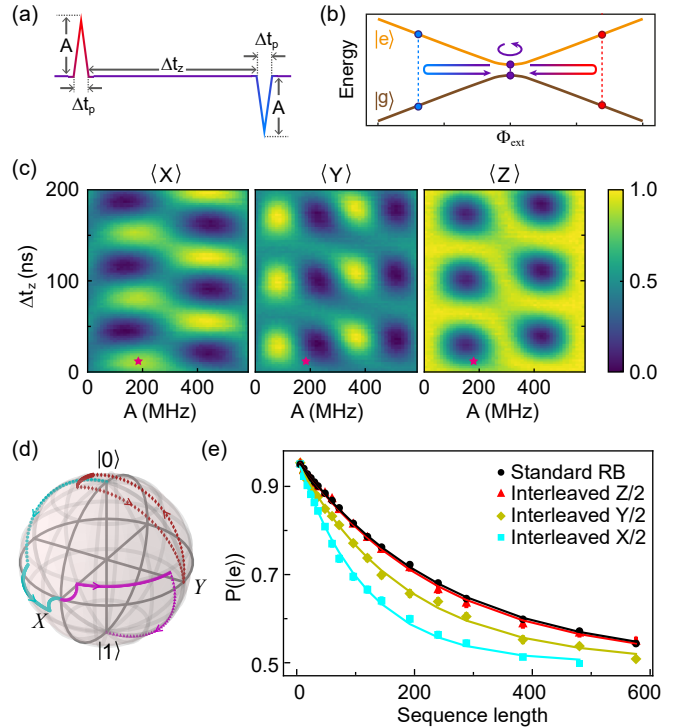 (a)
A
Δtp
Δtz
Δtp
A
(b)
Energy
|e⟩
|g⟩
Φext
(c)
⟨X⟩
⟨Y⟩
⟨Z⟩
Δtz (ns)
200
100
0
0 200 400
A (MHz)
0 200 400
A (MHz)
0 200 400
A (MHz)
1.0
0.5
0.0
(d)
|0⟩
X
Y
|1⟩
(e)
P(|e⟩)
0.9
0.7
0.5
Standard RB
Interleaved Z/2
Interleaved Y/2
Interleaved X/2
0 200 400 600
Sequence length